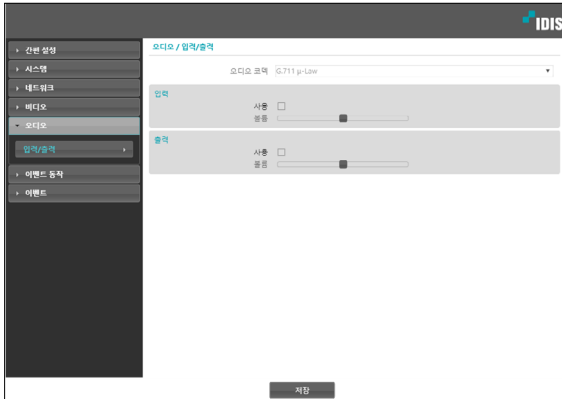 IDIS
간편 설정
시스템
네트워크
비디오
오디오
입력/출력
이벤트 동작
이벤트
오디오 / 입력/출력
오디오 코덱 G.711 µ-Law
입력
사용
볼륨
출력
사용
볼륨
저장